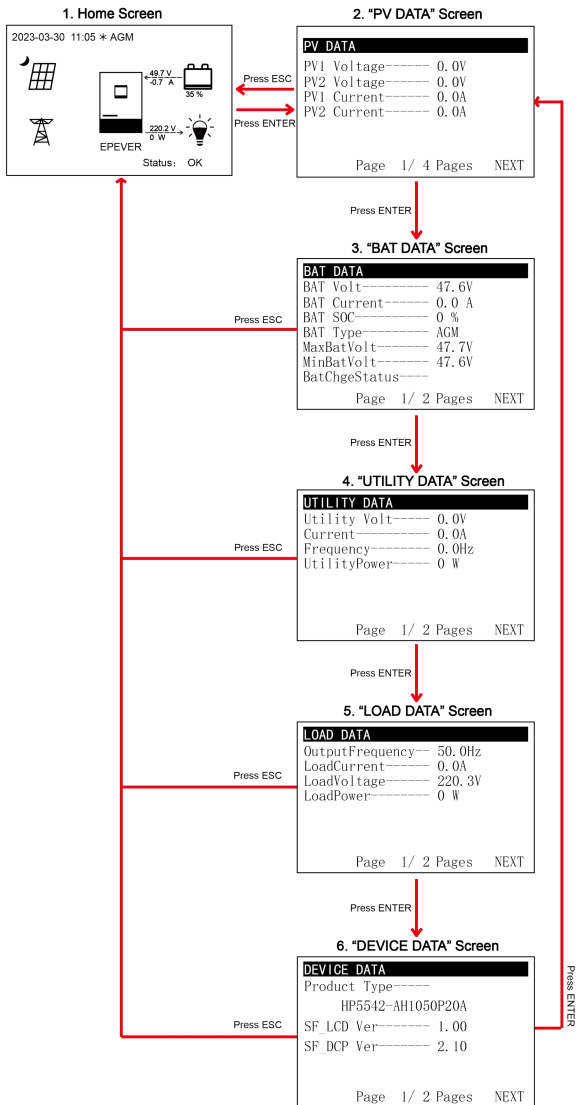 1. Home Screen
2023-03-30 11:05 ＊ AGM
49.7 V
-0.7 A
35 %
220.2 V
0 W
EPEVER
Status： OK
Press ESC
Press ENTER
2. “PV DATA” Screen
PV DATA
PV1 Voltage------ 0.0V
PV2 Voltage------ 0.0V
PV1 Current------ 0.0A
PV2 Current------ 0.0A
Page 1/ 4 Pages NEXT
Press ENTER
3. “BAT DATA” Screen
BAT DATA
BAT Volt--------- 47.6V
BAT Current------ 0.0 A
BAT SOC---------- 0 %
BAT Type--------- AGM
MaxBatVolt------- 47.7V
MinBatVolt------- 47.6V
BatChgeStatus----
Page 1/ 2 Pages NEXT
Press ESC
Press ENTER
4. “UTILITY DATA” Screen
UTILITY DATA
Utility Volt----- 0.0V
Current---------- 0.0A
Frequency-------- 0.0Hz
UtilityPower----- 0 W
Page 1/ 2 Pages NEXT
Press ESC
Press ENTER
5. “LOAD DATA” Screen
LOAD DATA
OutputFrequency-- 50.0Hz
LoadCurrent------ 0.0A
LoadVoltage------ 220.3V
LoadPower-------- 0 W
Page 1/ 2 Pages NEXT
Press ESC
Press ENTER
6. “DEVICE DATA” Screen
DEVICE DATA
Product Type-----
HP5542-AH1050P20A
SF_LCD Ver------- 1.00
SF_DCP Ver------- 2.10
Page 1/ 2 Pages NEXT
Press ESC
Press ENTER